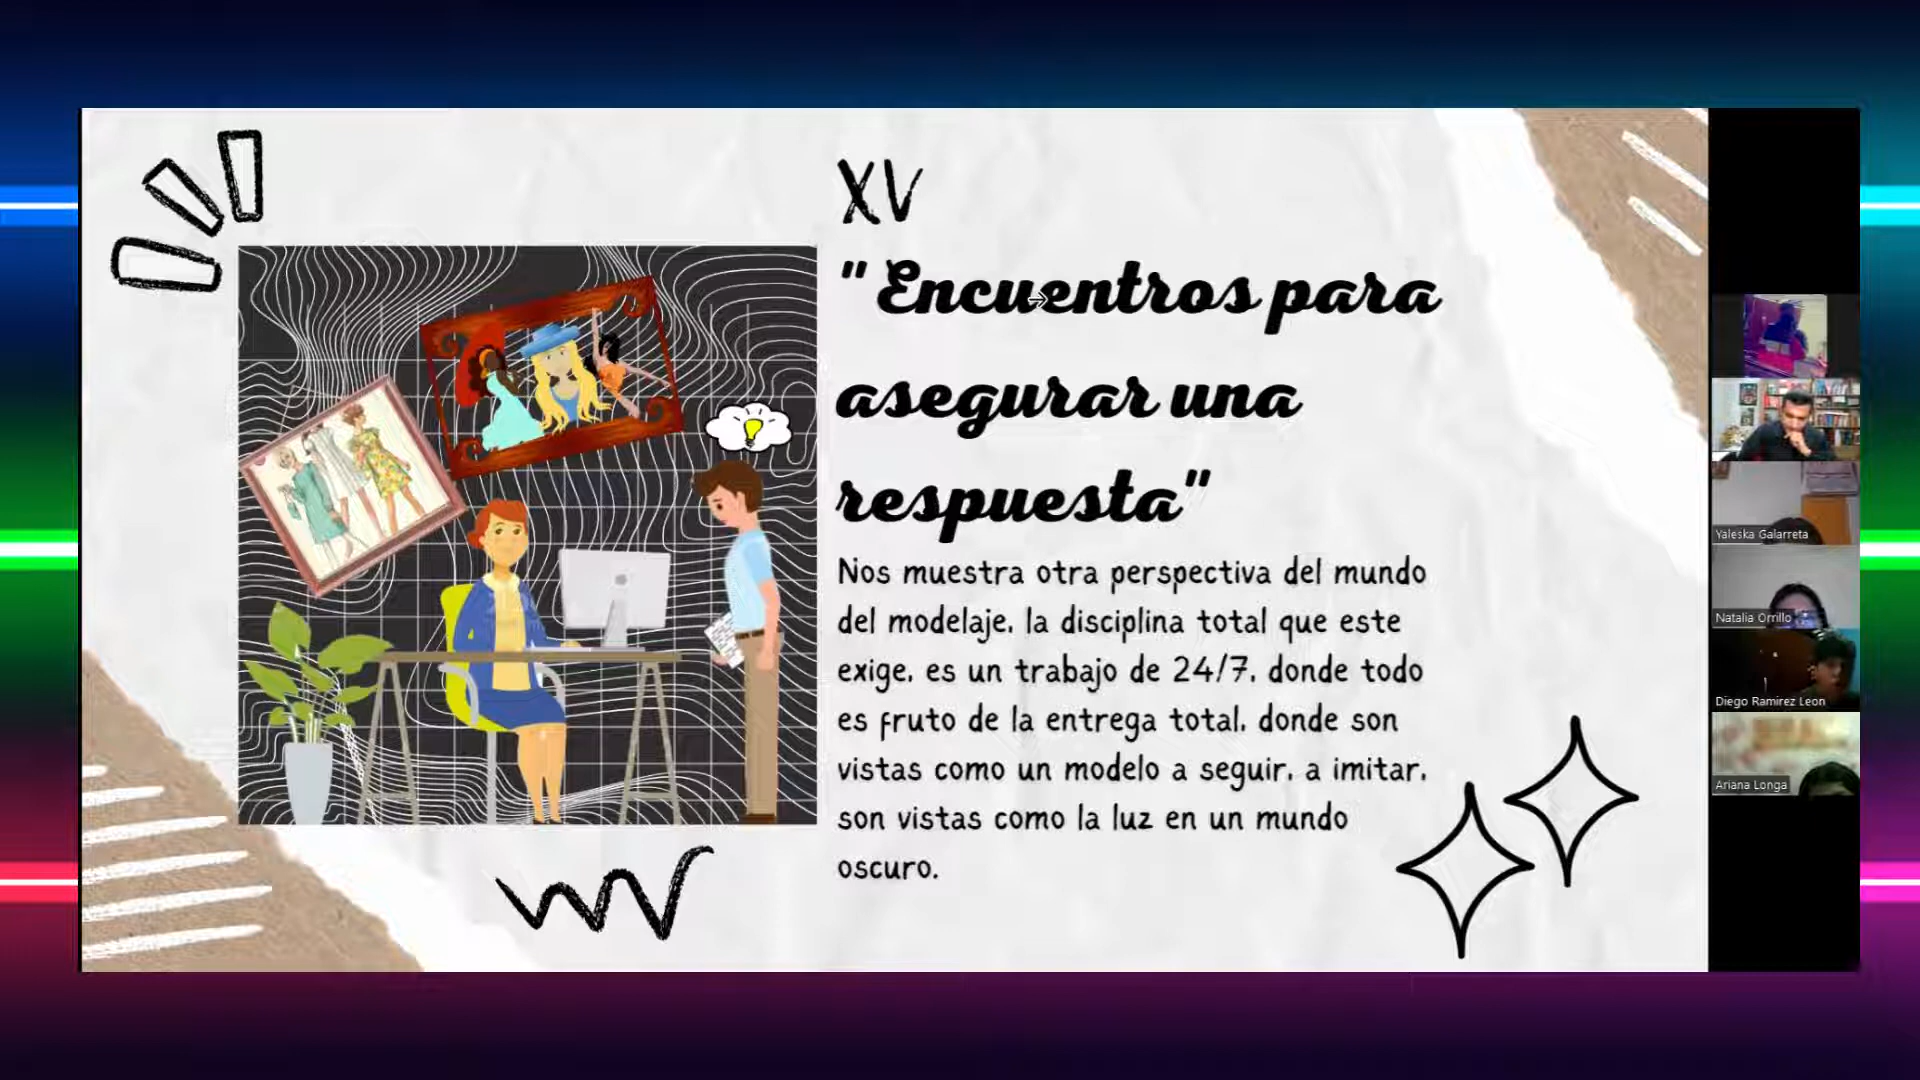 XV
"Encuentros para
asegurar una
respuesta"
Nos muestra otra perspectiva del mundo
del modelaje. la disciplina total que este
exige. es un trabajo de 24/7. donde todo
es fruto de la entrega total. donde son
vistas como un modelo a seguir. a imitar.
son vistas como la luz en un mundo
oscuro.
Yaleska Galarreta
Natalia Orrillo
Diego Ramirez Leon
Ariana Longa